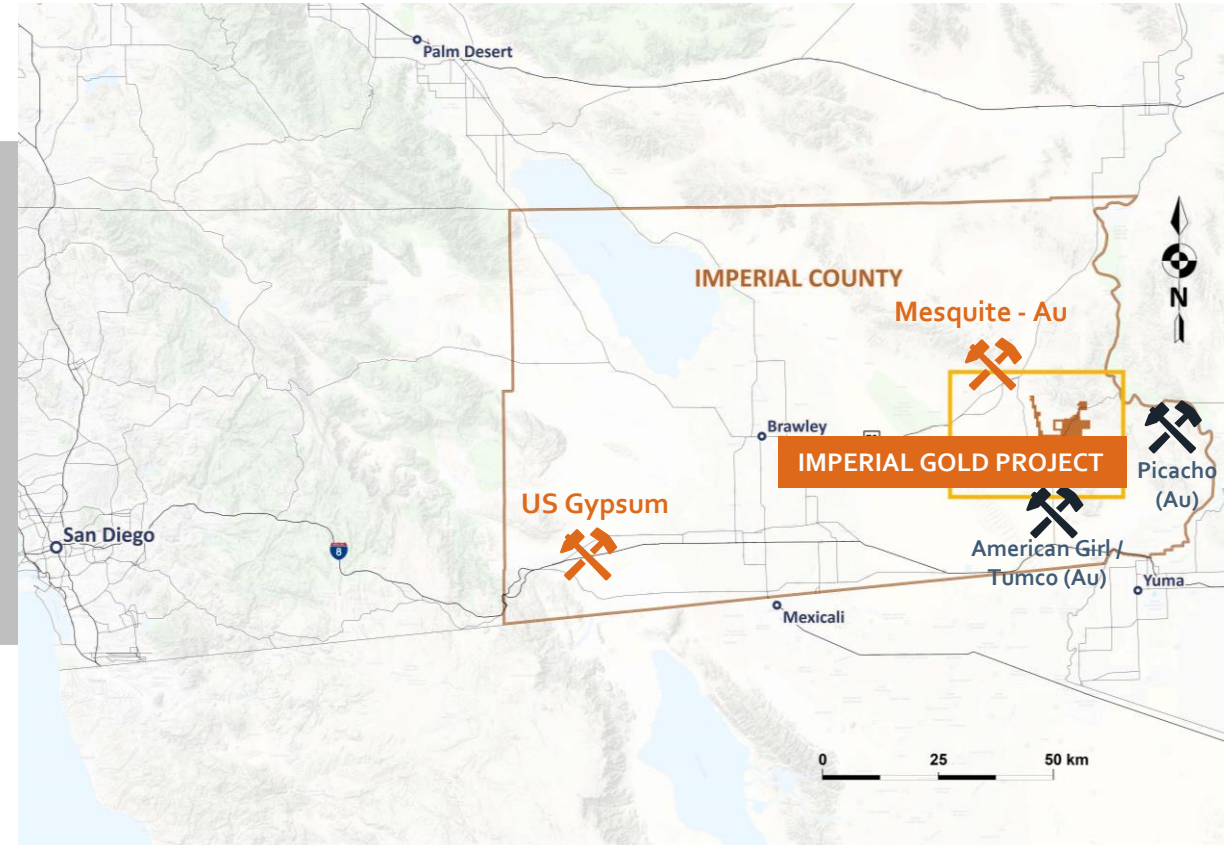 Palm Desert
IMPERIAL COUNTY
N
Mesquite - Au
Brawley
IMPERIAL GOLD PROJECT
Picacho
(Au)
US Gypsum
San Diego
8
American Girl /
Tumco (Au)
Yuma
Mexicali
0 25 50 km